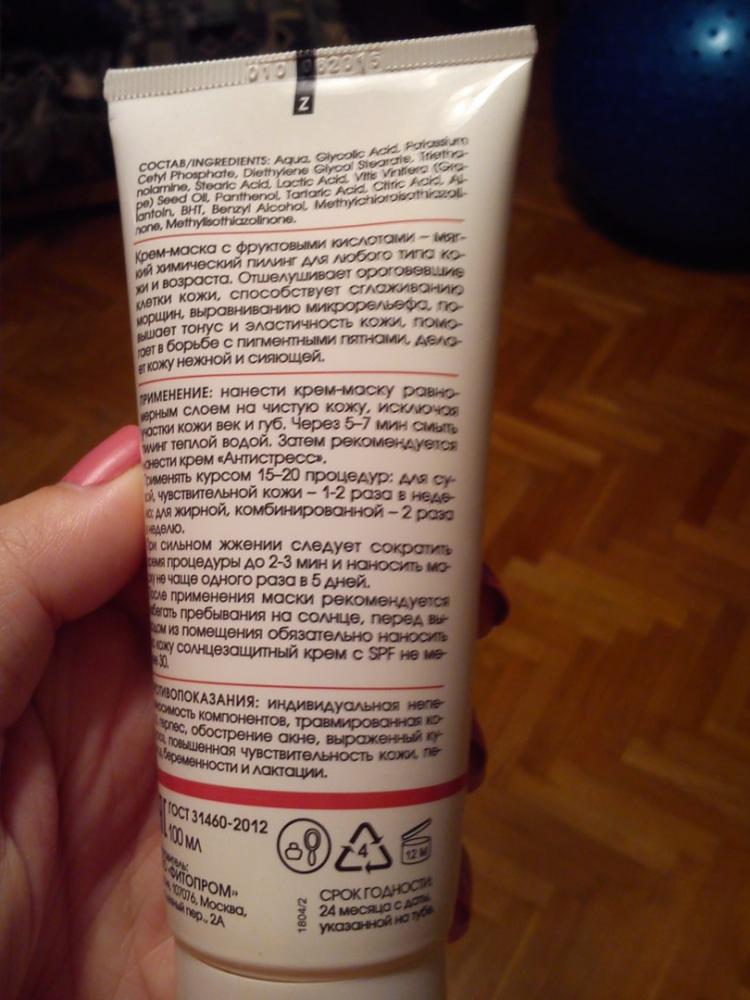 Z
СОСТАВ/INGREDIENTS: Aqua, Glycolic Acid, Potassium
Cetyl Phosphate, Diethylene Glycol Stearate, Trietha-
nolamine, Stearic Acid, Lactic Acid, Vitis Vinifera (Gra-
pe) Seed Oil, Panthenol, Tartaric Acid, Citric Acid, Al-
lantoin, BHT, Benzyl Alcohol, Methylchloroisothiazoli-
none, Methylisothiazolinone.
Крем-маска с фруктовыми кислотами – мяг-
кий химический пилинг для любого типа ко-
жи и возраста. Отшелушивает ороговевшие
клетки кожи, способствует сглаживанию
морщин, выравниванию микрорельефа, по-
вышает тонус и эластичность кожи, помо-
гает в борьбе с пигментными пятнами, дела-
ет кожу нежной и сияющей.
ПРИМЕНЕНИЕ: нанести крем-маску равно-
мерным слоем на чистую кожу, исключая
участки кожи век и губ. Через 5–7 мин смыть
пилинг теплой водой. Затем рекомендуется
нанести крем «Антистресс».
Применять курсом 15–20 процедур: для су-
хой, чувствительной кожи – 1-2 раза в неде-
лю; для жирной, комбинированной – 2 раза
в неделю.
При сильном жжении следует сократить
время процедуры до 2-3 мин и наносить ма-
ску не чаще одного раза в 5 дней.
После применения маски рекомендуется
избегать пребывания на солнце, перед вы-
ходом из помещения обязательно наносить
на кожу солнцезащитный крем с SPF не ме-
нее 30.
ПРОТИВОПОКАЗАНИЯ: индивидуальная непе-
реносимость компонентов, травмированная ко-
жа, герпес, обострение акне, выраженный ку-
пероз, повышенная чувствительность кожи, пе-
риод беременности и лактации.
ГОСТ 31460-2012
100 МЛ
«ФИТОПРОМ»
107076, Москва,
пер., 2А
1804/2
4
12 M
СРОК ГОДНОСТИ:
24 месяца с даты,
указанной на тубе.